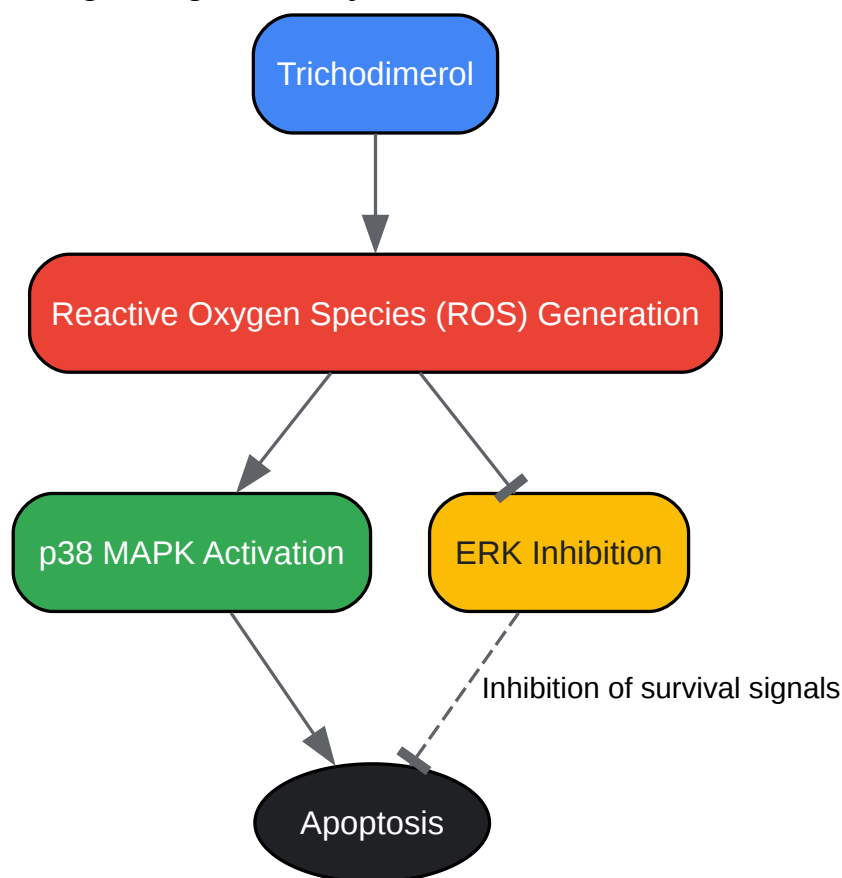 Trichodimerol
Reactive Oxygen Species (ROS) Generation
p38 MAPK Activation
ERK Inhibition
Inhibition of survival signals
Apoptosis